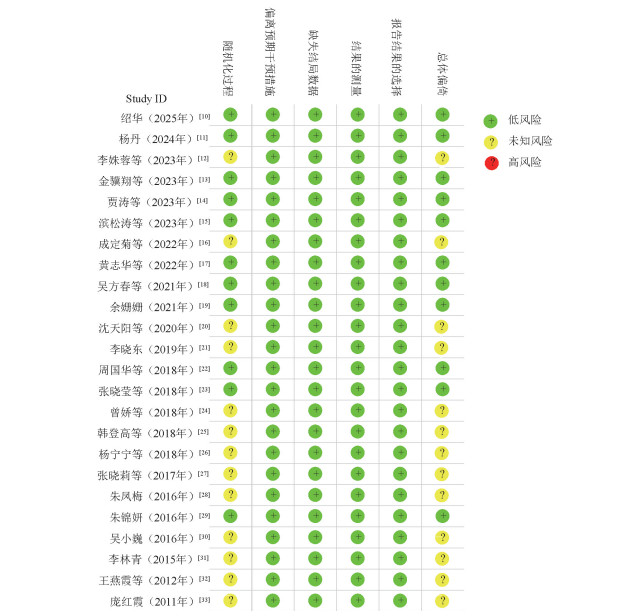 随机化过程
偏离预期干预措施
缺失结局数据
结果的测量
报告结果的选择
总体偏倚
Study ID
绍华（2025年）[10]
杨丹（2024年）[11]
李姝蓉等（2023年）[12]
金骥翔等（2023年）[13]
贾涛等（2023年）[14]
滨松涛等（2023年）[15]
成定菊等（2022年）[16]
黄志华等（2022年）[17]
吴方春等（2021年）[18]
余姗姗（2021年）[19]
沈天阳等（2020年）[20]
李晓东（2019年）[21]
周国华等（2018年）[22]
张晓莹等（2018年）[23]
曾娇等（2018年）[24]
韩登高等（2018年）[25]
杨宁宁等（2018年）[26]
张晓莉等（2017年）[27]
朱凤梅（2016年）[28]
朱锦妍（2016年）[29]
吴小巍（2016年）[30]
李林青（2015年）[31]
王燕霞等（2012年）[32]
庞红霞（2011年）[33]
+ 低风险
? 未知风险
? 高风险